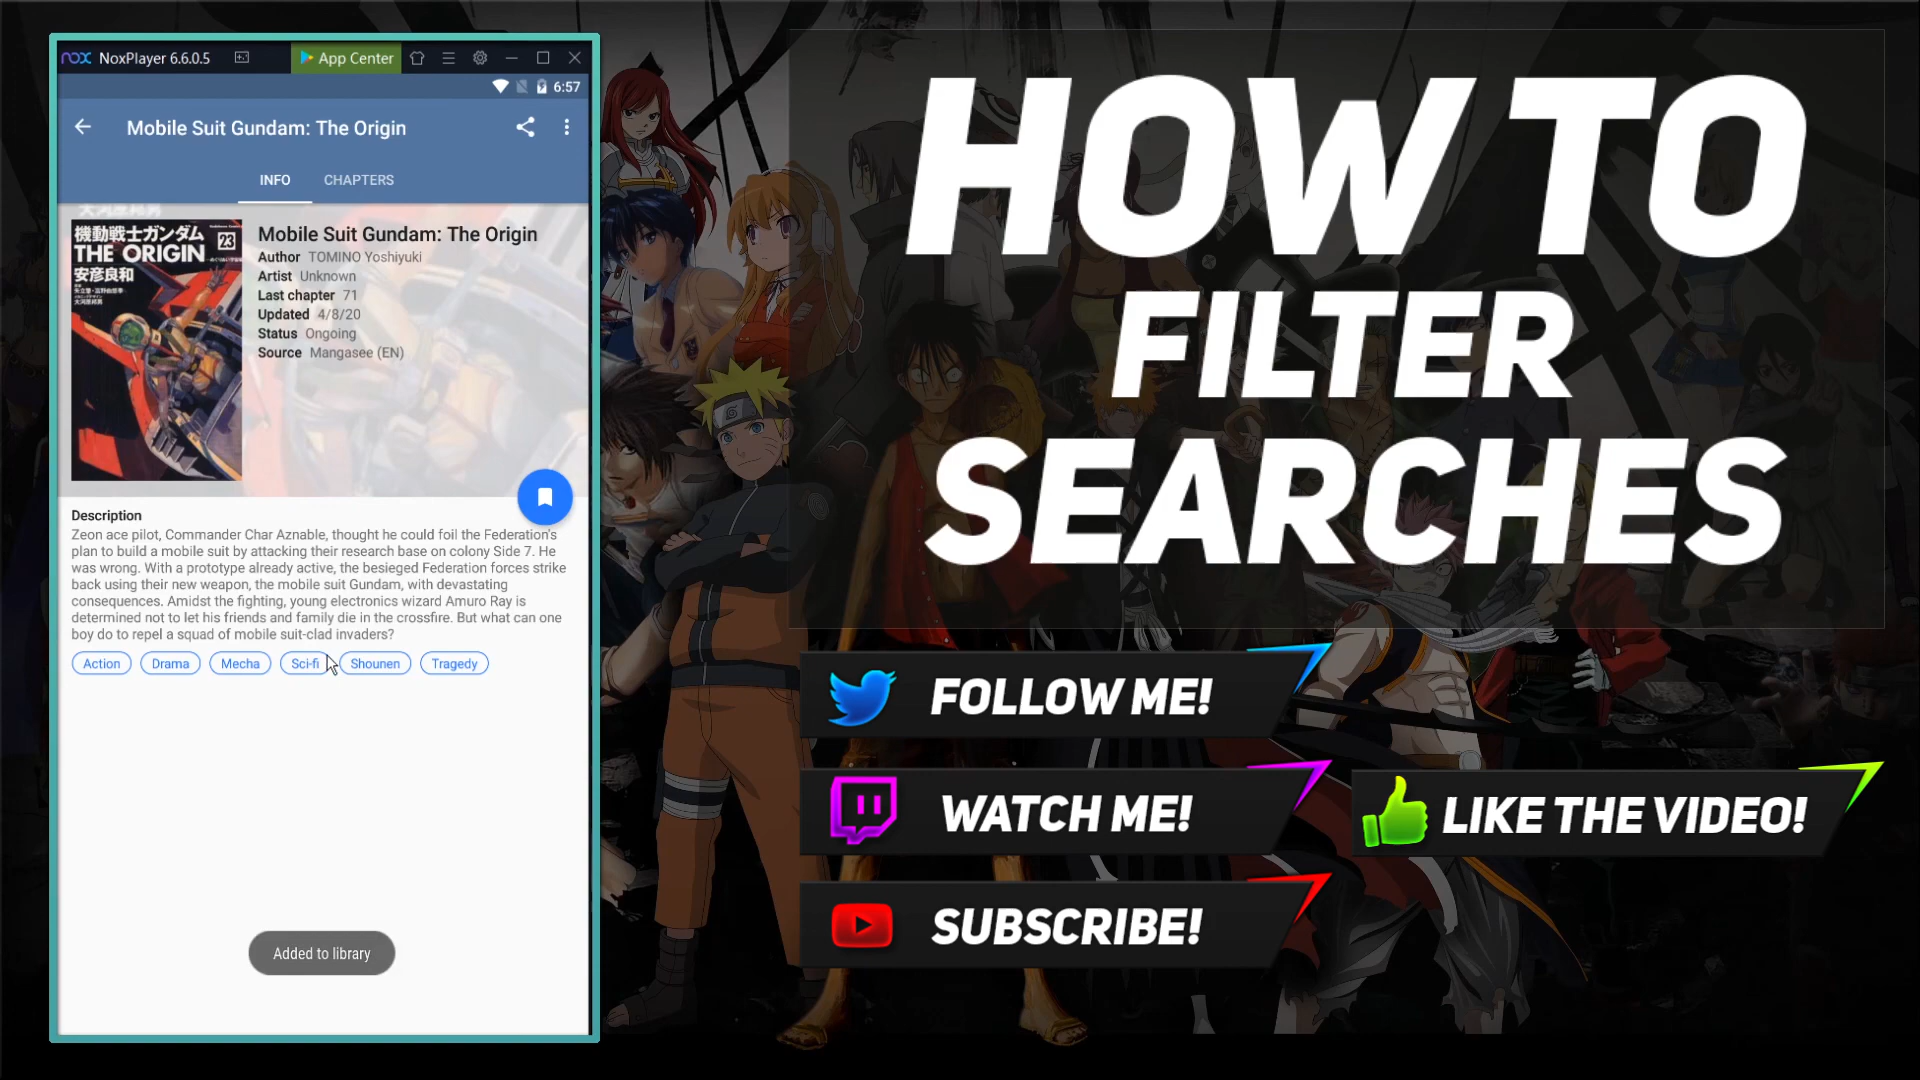 nox NoxPlayer 6.6.0.5 App Center
6:57
Mobile Suit Gundam: The Origin
INFO CHAPTERS
機動戦士ガンダム
THE ORIGIN 23
安彦良和
Mobile Suit Gundam: The Origin
Author TOMINO Yoshiyuki
Artist Unknown
Last chapter 71
Updated 4/8/20
Status Ongoing
Source Mangasee (EN)
Description
Zeon ace pilot, Commander Char Aznable, thought he could foil the Federation's
plan to build a mobile suit by attacking their research base on colony Side 7. He
was wrong. With a prototype already active, the besieged Federation forces strike
back using their new weapon, the mobile suit Gundam, with devastating
consequences. Amidst the fighting, young electronics wizard Amuro Ray is
determined not to let his friends and family die in the crossfire. But what can one
boy do to repel a squad of mobile suit-clad invaders?
Action Drama Mecha Sci-fi Shounen Tragedy
Added to library
HOW TO
FILTER
SEARCHES
FOLLOW ME!
WATCH ME!
LIKE THE VIDEO!
SUBSCRIBE!